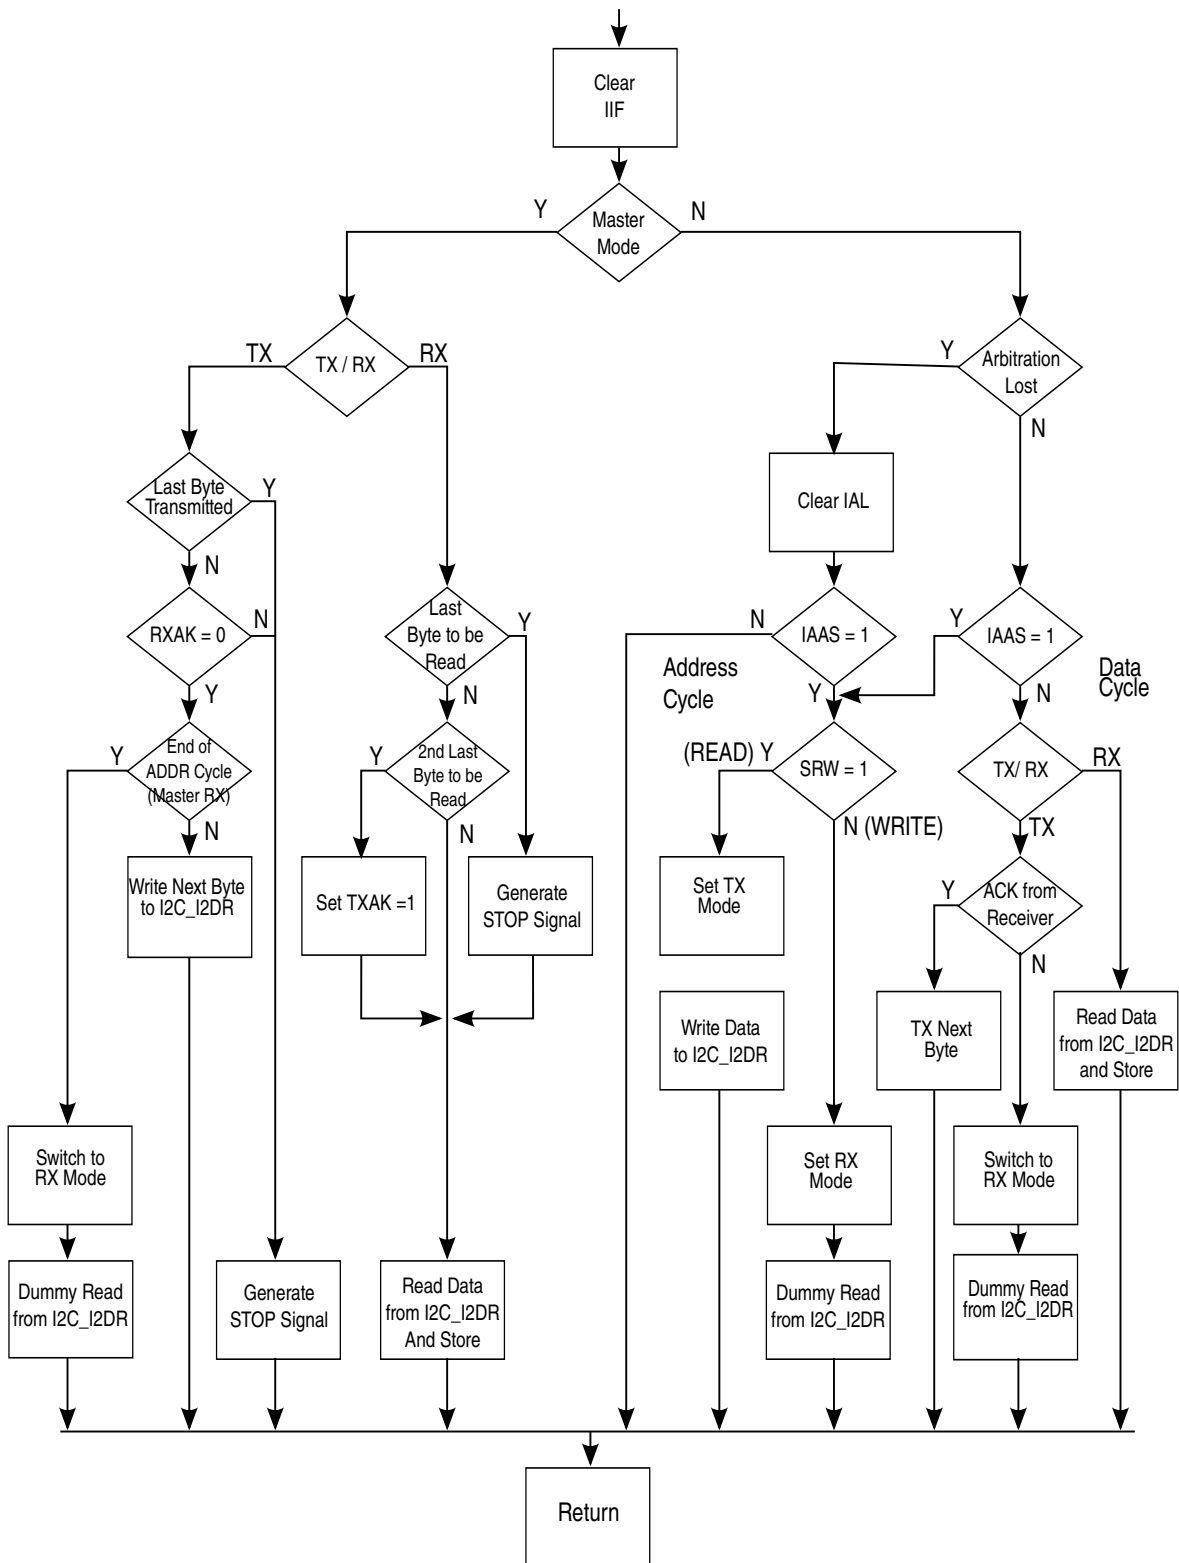 Clear
IIF
Y
Master
Mode
N
TX
TX / RX
RX
Y
Arbitration
Lost
N
Last Byte
Transmitted
Y
N
Clear IAL
RXAK = 0
N
Y
Last
Byte to be
Read
Y
N
N
IAAS = 1
Y
Address
Cycle
Y
IAAS = 1
N
Data
Cycle
Y
End of
ADDR Cycle
(Master RX)
N
Y
2nd Last
Byte to be
Read
N
(READ) Y
SRW = 1
N (WRITE)
TX/ RX
RX
TX
Write Next Byte
to I2C_I2DR
Set TXAK =1
Generate
STOP Signal
Set TX
Mode
Y
ACK from
Receiver
N
Write Data
to I2C_I2DR
TX Next
Byte
Read Data
from I2C_I2DR
and Store
Switch to
RX Mode
Set RX
Mode
Switch to
RX Mode
Dummy Read
from I2C_I2DR
Generate
STOP Signal
Read Data
from I2C_I2DR
And Store
Dummy Read
from I2C_I2DR
Dummy Read
from I2C_I2DR
Return